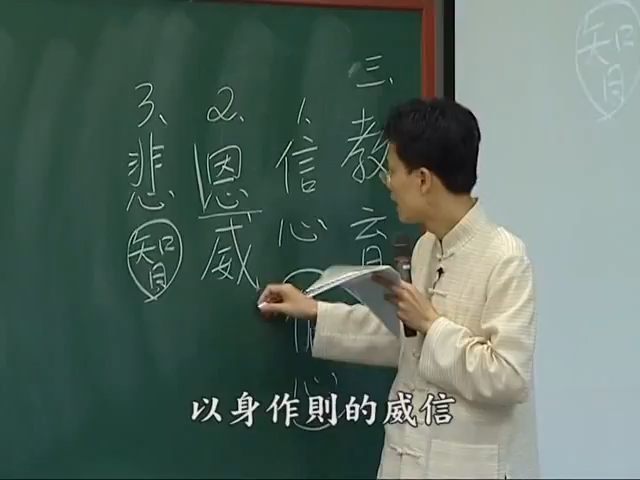 三、教育
1、信心
2、恩威
3、悲智
智
以身作則的威信